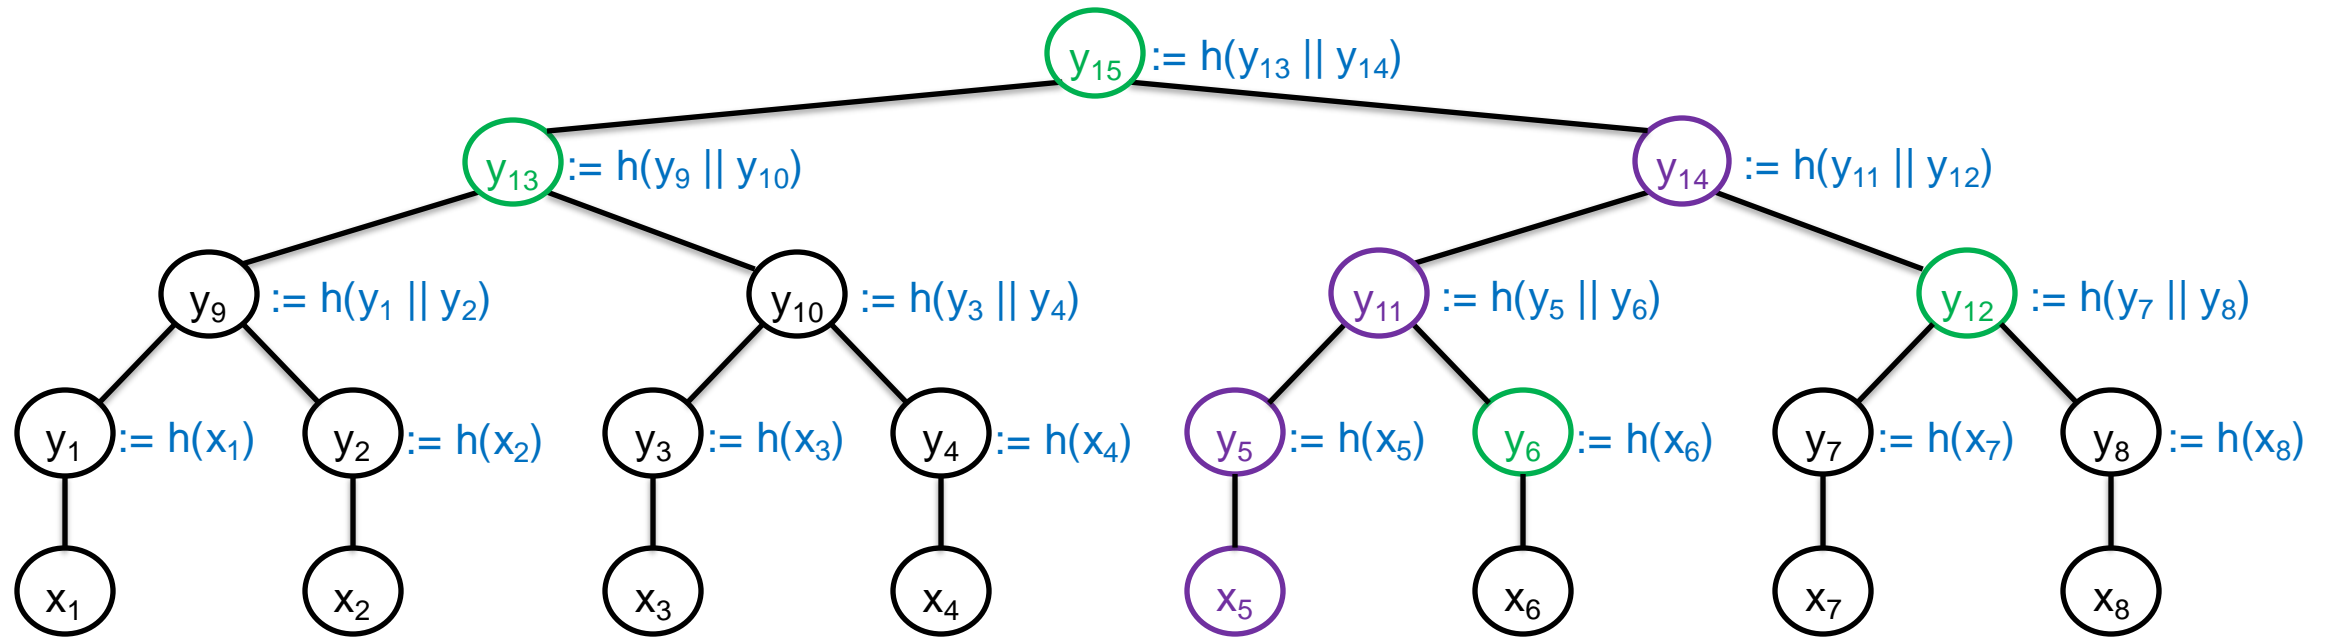 y₁₅ := h(y₁₃ || y₁₄)
y₁₃ := h(y₉ || y₁₀) y₁₄ := h(y₁₁ || y₁₂)
y₉ := h(y₁ || y₂) y₁₀ := h(y₃ || y₄) y₁₁ := h(y₅ || y₆) y₁₂ := h(y₇ || y₈)
y₁ := h(x₁) y₂ := h(x₂) y₃ := h(x₃) y₄ := h(x₄) y₅ := h(x₅) y₆ := h(x₆) y₇ := h(x₇) y₈ := h(x₈)
x₁ x₂ x₃ x₄ x₅ x₆ x₇ x₈